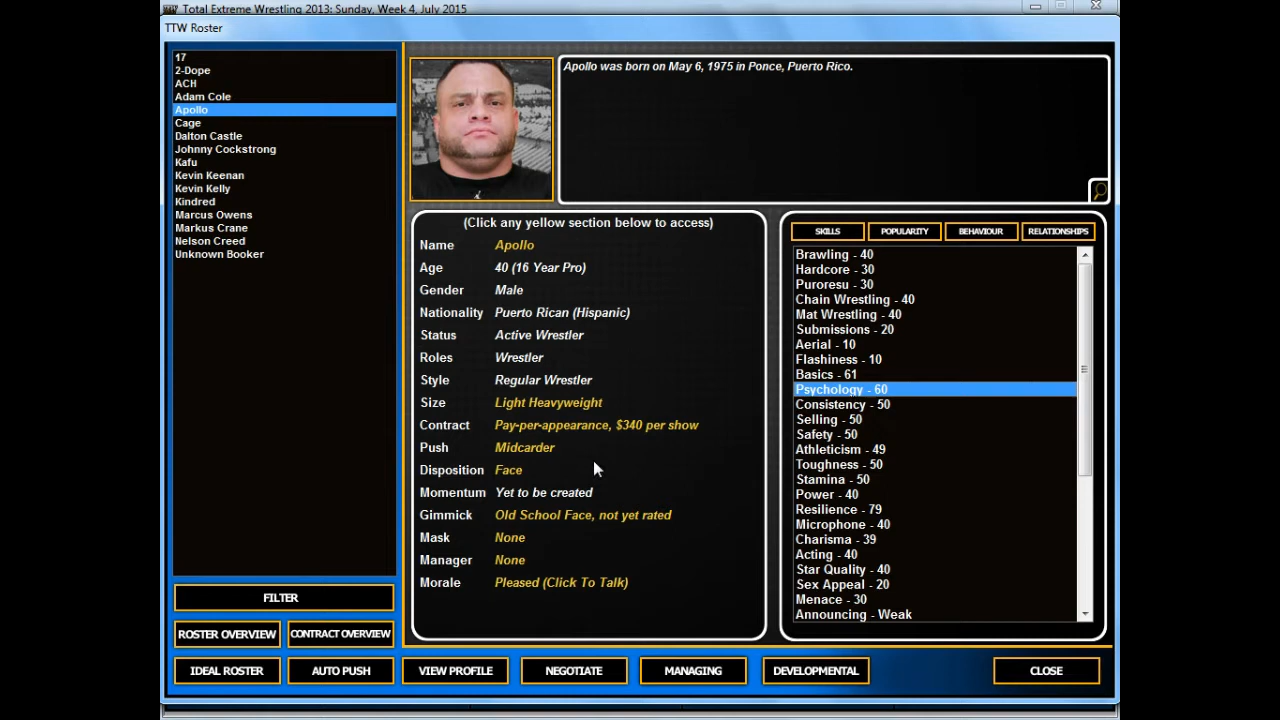 Total Extreme Wrestling 2013: Sunday, Week 4, July 2015
TTW Roster
17
2-Dope
ACH
Adam Cole
Apollo
Cage
Dalton Castle
Johnny Cockstrong
Kafu
Kevin Keenan
Kevin Kelly
Kindred
Marcus Owens
Markus Crane
Nelson Creed
Unknown Booker
FILTER
ROSTER OVERVIEW
CONTRACT OVERVIEW
IDEAL ROSTER
AUTO PUSH
Apollo was born on May 6, 1975 in Ponce, Puerto Rico.
(Click any yellow section below to access)
Name Apollo
Age 40 (16 Year Pro)
Gender Male
Nationality Puerto Rican (Hispanic)
Status Active Wrestler
Roles Wrestler
Style Regular Wrestler
Size Light Heavyweight
Contract Pay-per-appearance, $340 per show
Push Midcarder
Disposition Face
Momentum Yet to be created
Gimmick Old School Face, not yet rated
Mask None
Manager None
Morale Pleased (Click To Talk)
SKILLS
POPULARITY
BEHAVIOUR
RELATIONSHIPS
Brawling - 40
Hardcore - 30
Puroresu - 30
Chain Wrestling - 40
Mat Wrestling - 40
Submissions - 20
Aerial - 10
Flashiness - 10
Basics - 61
Psychology - 60
Consistency - 50
Selling - 50
Safety - 50
Athleticism - 49
Toughness - 50
Stamina - 50
Power - 40
Resilience - 79
Microphone - 40
Charisma - 39
Acting - 40
Star Quality - 40
Sex Appeal - 20
Menace - 30
Announcing - Weak
VIEW PROFILE
NEGOTIATE
MANAGING
DEVELOPMENTAL
CLOSE